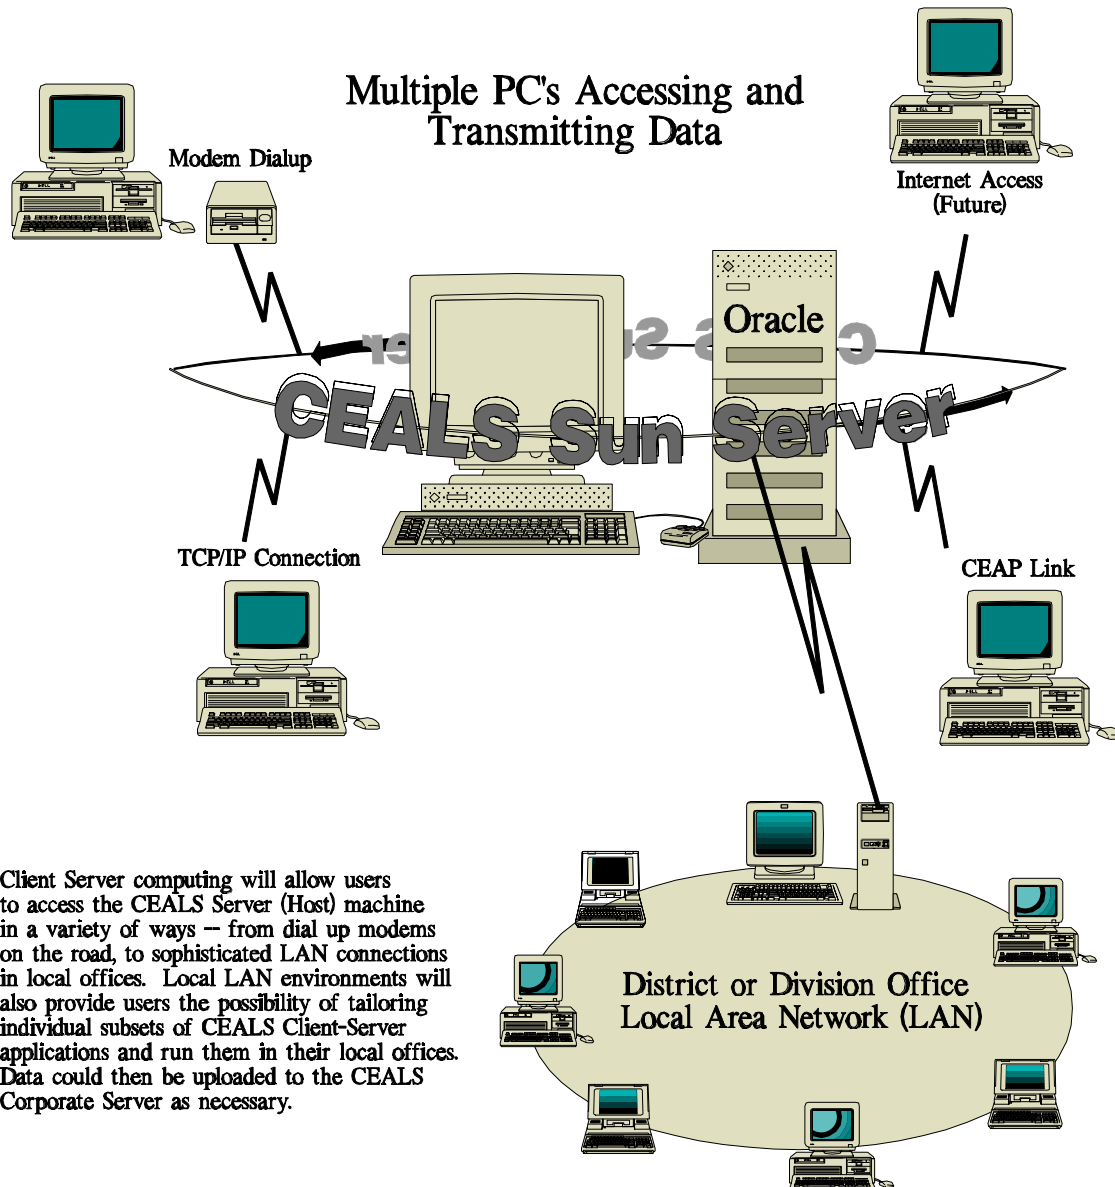 Multiple PC's Accessing and
Transmitting Data
Modem Dialup
Internet Access
(Future)
Oracle
CEALS Sun Server
TCP/IP Connection
CEAP Link
Client Server computing will allow users
to access the CEALS Server (Host) machine
in a variety of ways -- from dial up modems
on the road, to sophisticated LAN connections
in local offices.  Local LAN environments will
also provide users the possibility of tailoring
individual subsets of CEALS Client-Server
applications and run them in their local offices.
Data could then be uploaded to the CEALS
Corporate Server as necessary.
District or Division Office
Local Area Network (LAN)